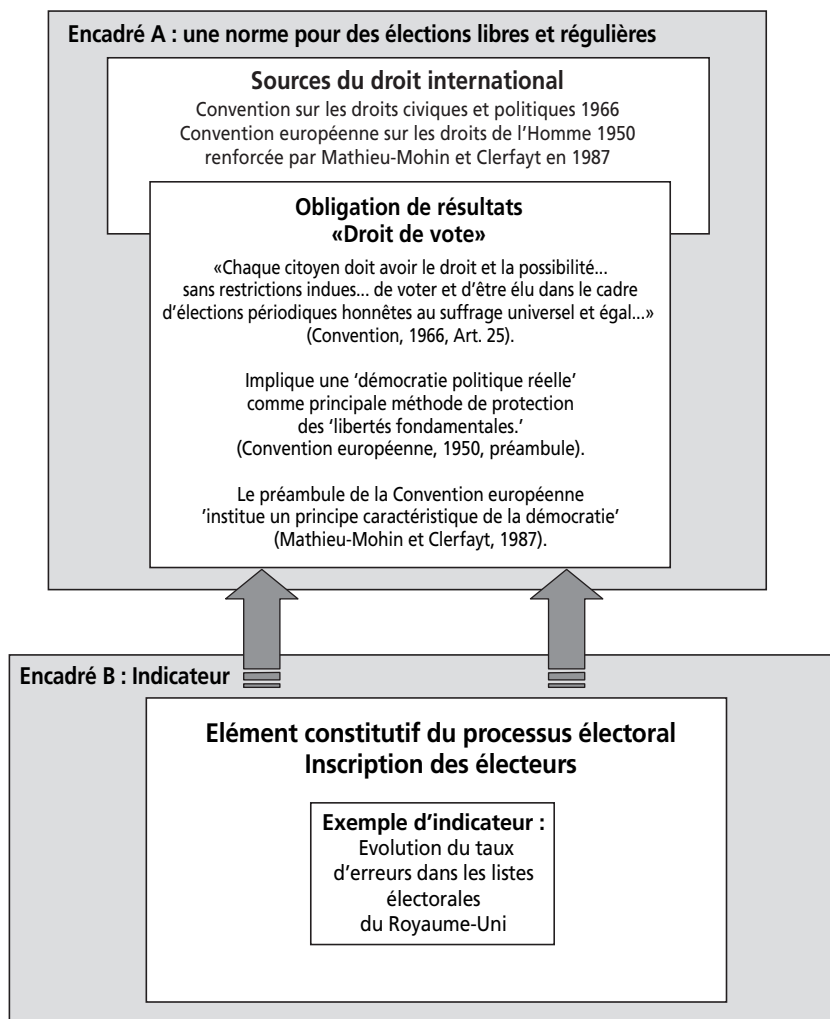 Encadré A : une norme pour des élections libres et régulières
Sources du droit international
Convention sur les droits civiques et politiques 1966
Convention européenne sur les droits de l'Homme 1950
renforcée par Mathieu-Mohin et Clerfayt en 1987
Obligation de résultats
«Droit de vote»
«Chaque citoyen doit avoir le droit et la possibilité...
sans restrictions indues... de voter et d'être élu dans le cadre
d'élections périodiques honnêtes au suffrage universel et égal...»
(Convention, 1966, Art. 25).
Implique une 'démocratie politique réelle'
comme principale méthode de protection
des 'libertés fondamentales.'
(Convention européenne, 1950, préambule).
Le préambule de la Convention européenne
'institue un principe caractéristique de la démocratie'
(Mathieu-Mohin et Clerfayt, 1987).
Encadré B : Indicateur
Elément constitutif du processus électoral
Inscription des électeurs
Exemple d'indicateur :
Evolution du taux
d'erreurs dans les listes
électorales
du Royaume-Uni